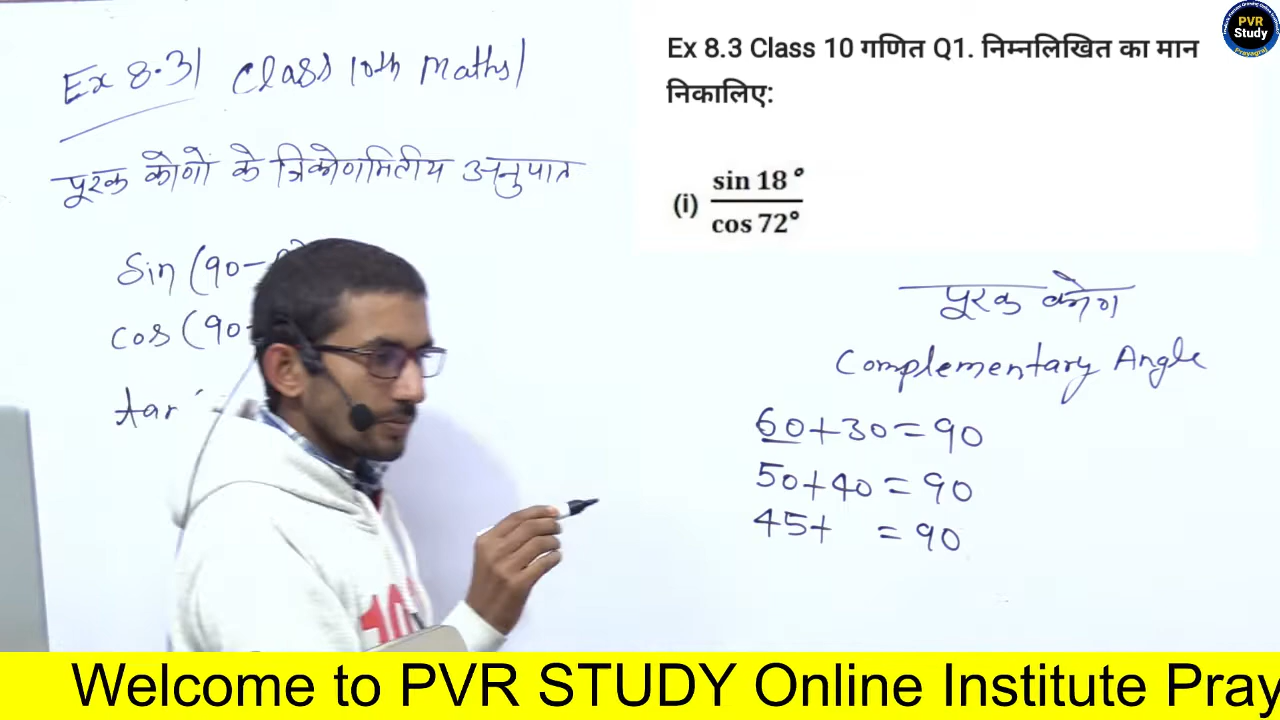 Ex 8.3 Class 10th Maths
पूरक कोणों के त्रिकोणमितीय अनुपात
Sin (90-
cos (90-
tan
Ex 8.3 Class 10 गणित Q1. निम्नलिखित का मान
निकालिए:
(i) sin 18°
cos 72°
पूरक कोण
Complementary Angle
60+30=90
50+40=90
45+ =90
PVR
Study
Prayagraj
Welcome to PVR STUDY Online Institute Pray